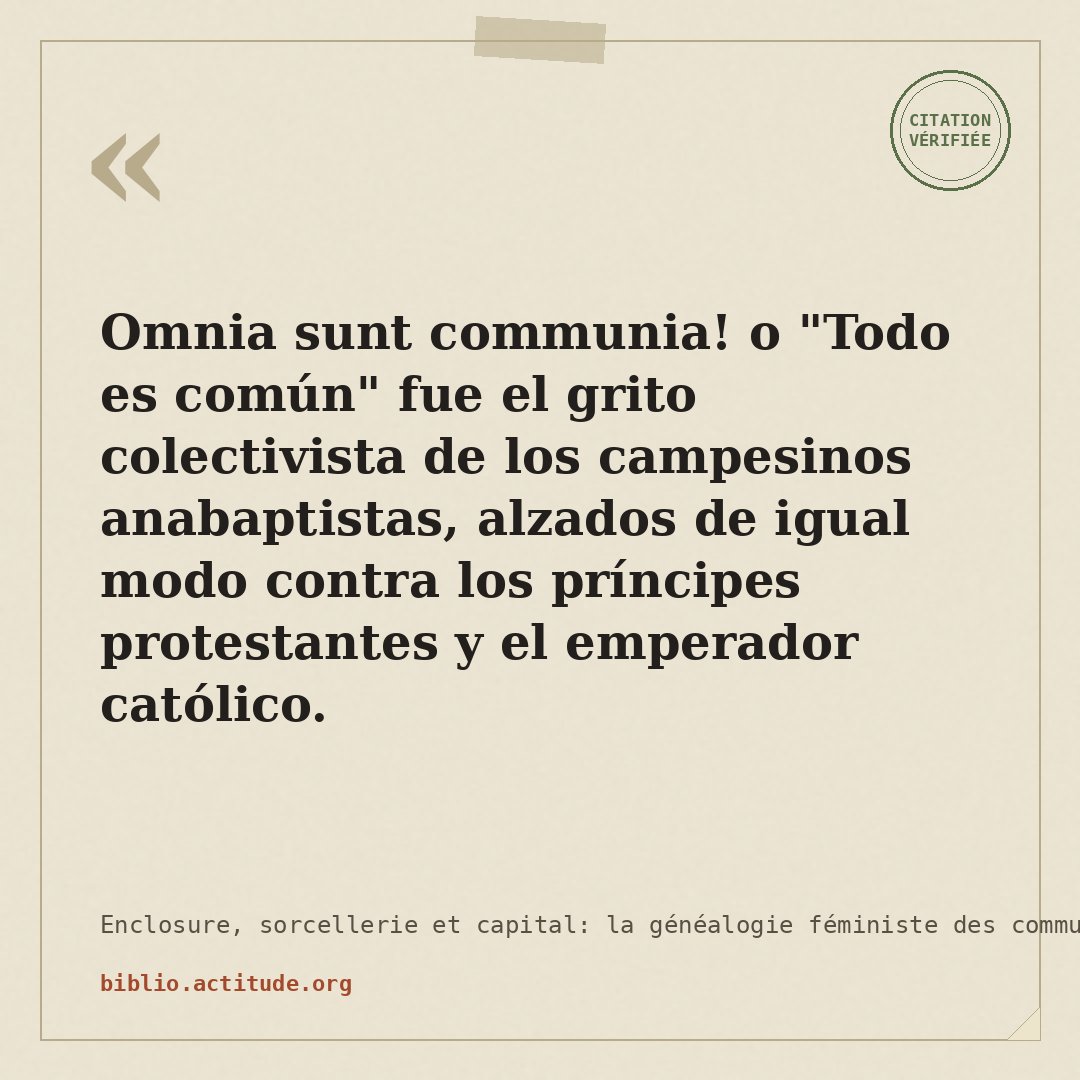 «
CITATION
VÉRIFIÉE
Omnia sunt communia! o "Todo
es común" fue el grito
colectivista de los campesinos
anabaptistas, alzados de igual
modo contra los príncipes
protestantes y el emperador
católico.
Enclosure, sorcellerie et capital: la généalogie féministe des commu
biblio.actitude.org